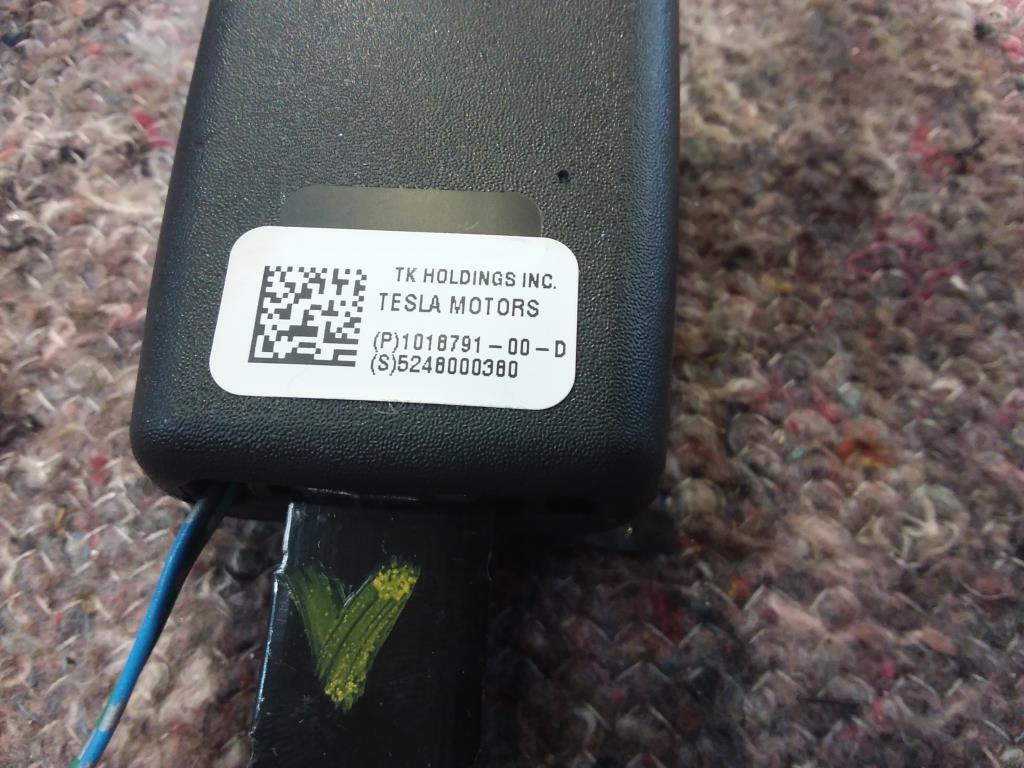 TK HOLDINGS INC.
TESLA MOTORS
(P)1018791-00-D
(S)5248000380